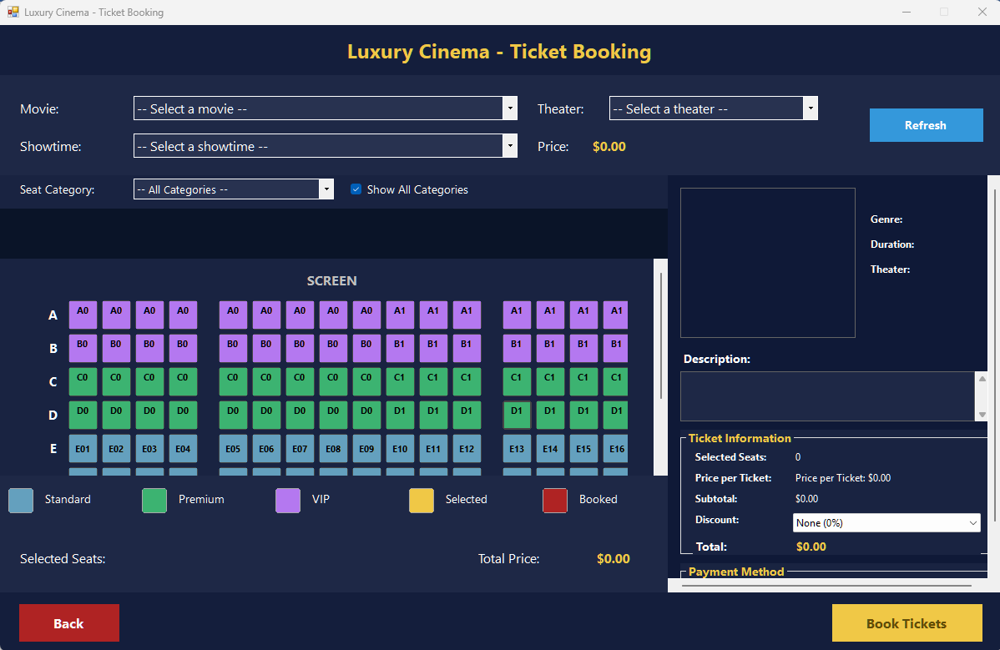 Luxury Cinema - Ticket Booking
Luxury Cinema - Ticket Booking
Movie: -- Select a movie -- Theater: -- Select a theater --
Refresh
Showtime: -- Select a showtime -- Price: $0.00
Seat Category: -- All Categories -- Show All Categories
SCREEN
A A0 A0 A0 A0 A0 A0 A0 A0 A0 A1 A1 A1 A1 A1 A1 A1
B B0 B0 B0 B0 B0 B0 B0 B0 B0 B1 B1 B1 B1 B1 B1 B1
C C0 C0 C0 C0 C0 C0 C0 C0 C0 C1 C1 C1 C1 C1 C1 C1
D D0 D0 D0 D0 D0 D0 D0 D0 D0 D1 D1 D1 D1 D1 D1 D1
E E01 E02 E03 E04 E05 E06 E07 E08 E09 E10 E11 E12 E13 E14 E15 E16
Standard Premium VIP Selected Booked
Selected Seats: Total Price: $0.00
Genre:
Duration:
Theater:
Description:
Ticket Information
Selected Seats: 0
Price per Ticket: Price per Ticket: $0.00
Subtotal: $0.00
Discount: None (0%)
Total: $0.00
Payment Method
Back Book Tickets